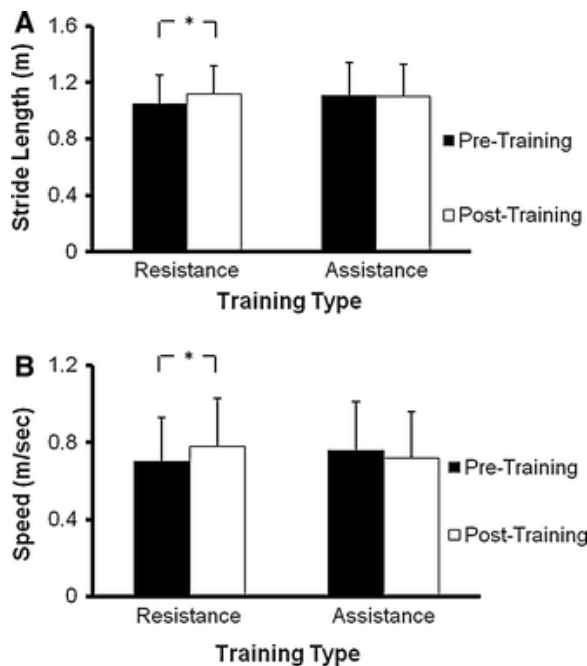 A
Stride Length (m)
1.6
1.2
0.8
0.4
0
*
Resistance
Assistance
Training Type
Pre-Training
Post-Training
B
Speed (m/sec)
1.2
0.8
0.4
0
*
Resistance
Assistance
Training Type
Pre-Training
Post-Training